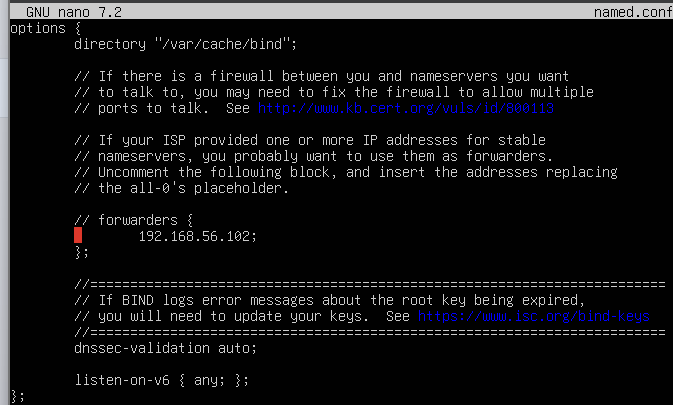 GNU nano 7.2 named.conf
options {
directory "/var/cache/bind";
// If there is a firewall between you and nameservers you want
// to talk to, you may need to fix the firewall to allow multiple
// ports to talk. See http://www.kb.cert.org/vuls/id/800113
// If your ISP provided one or more IP addresses for stable
// nameservers, you probably want to use them as forwarders.
// Uncomment the following block, and insert the addresses replacing
// the all-0's placeholder.
// forwarders {
192.168.56.102;
};
//========================================================================
// If BIND logs error messages about the root key being expired,
// you will need to update your keys. See https://www.isc.org/bind-keys
//========================================================================
dnssec-validation auto;
listen-on-v6 { any; };
};